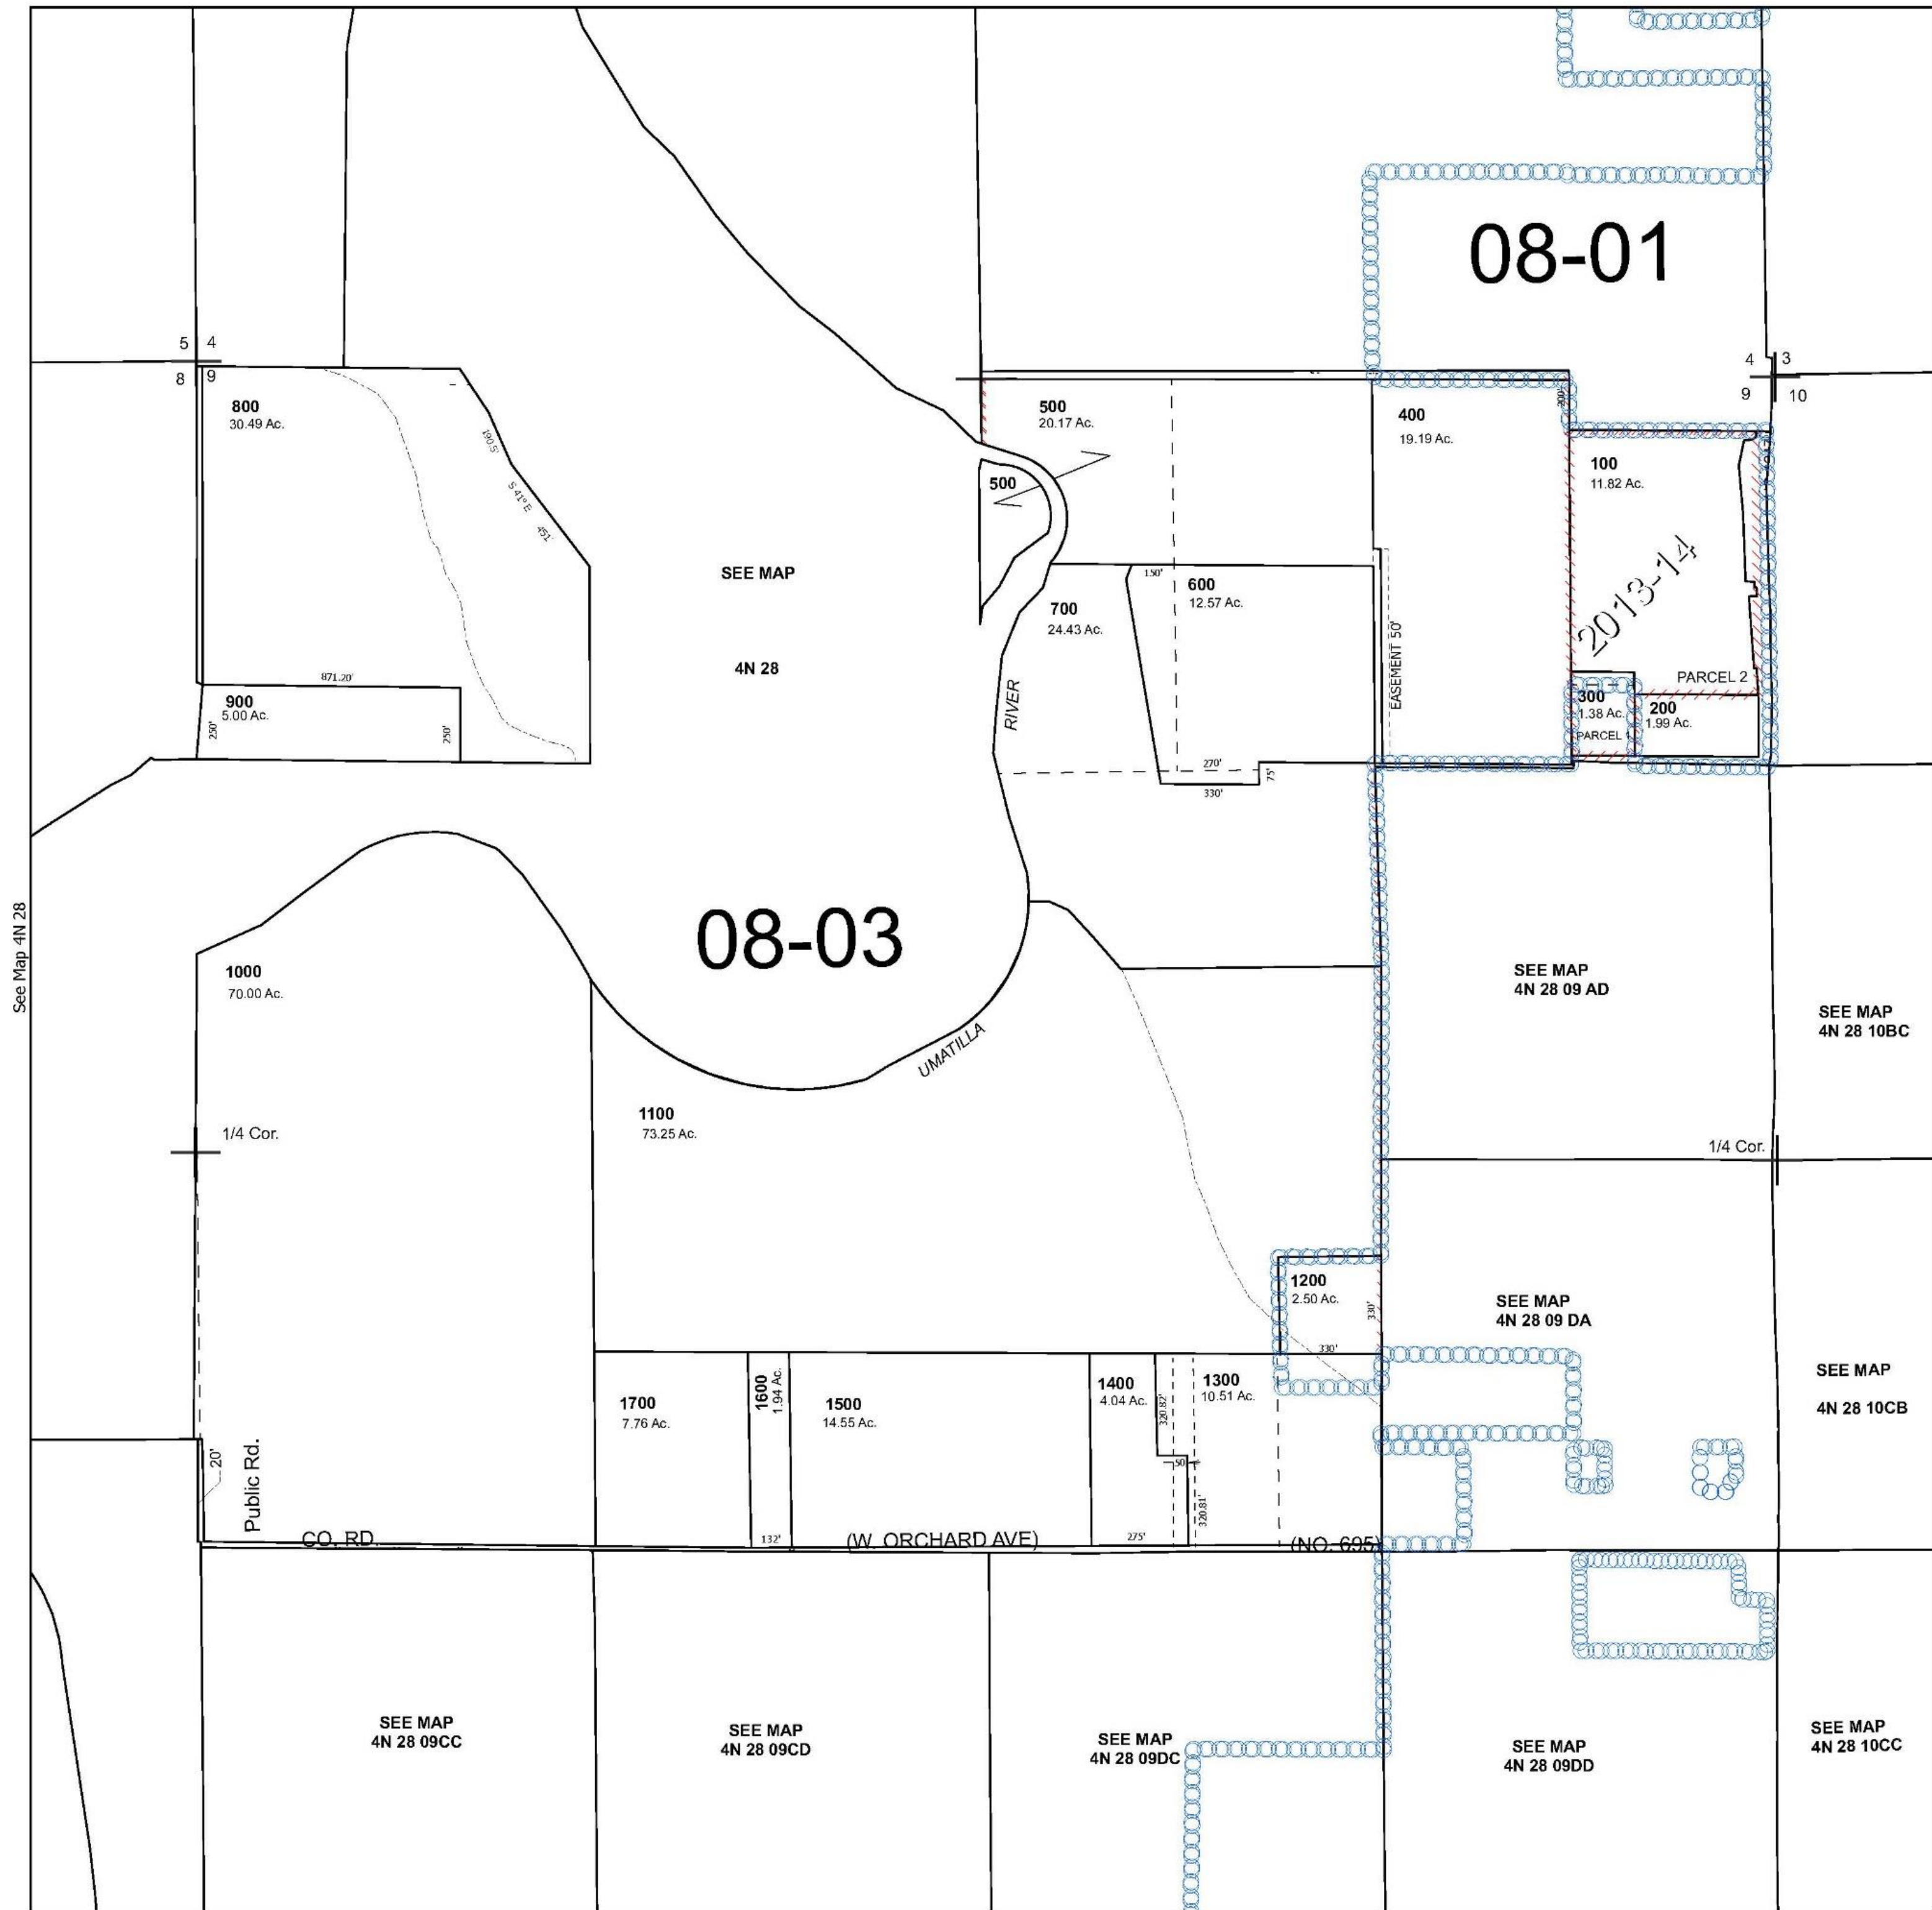 08-01
5 4
8 9
4 3
9 10
800
30.49 Ac.
190.5'
S 41° E
451'
500
20.17 Ac.
400
19.19 Ac.
200'
100
11.82 Ac.
500
SEE MAP
4N 28
150'
600
12.57 Ac.
700
24.43 Ac.
2013-14
EASEMENT 50'
RIVER
871.20'
PARCEL 2
900
5.00 Ac.
250'
250'
300
1.38 Ac.
PARCEL 1
200
1.99 Ac.
270'
75'
330'
See Map 4N 28
08-03
1000
70.00 Ac.
SEE MAP
4N 28 09 AD
SEE MAP
4N 28 10BC
UMATILLA
1100
73.25 Ac.
1/4 Cor.
1/4 Cor.
1200
2.50 Ac.
330'
330'
SEE MAP
4N 28 09 DA
SEE MAP
4N 28 10CB
1700
7.76 Ac.
1600
1.94 Ac.
1500
14.55 Ac.
1400
4.04 Ac.
320.82'
1300
10.51 Ac.
50'
320.81'
20'
Public Rd.
CO. RD.
132'
(W. ORCHARD AVE)
275'
(NO. 695)
SEE MAP
4N 28 09CC
SEE MAP
4N 28 09CD
SEE MAP
4N 28 09DC
SEE MAP
4N 28 09DD
SEE MAP
4N 28 10CC